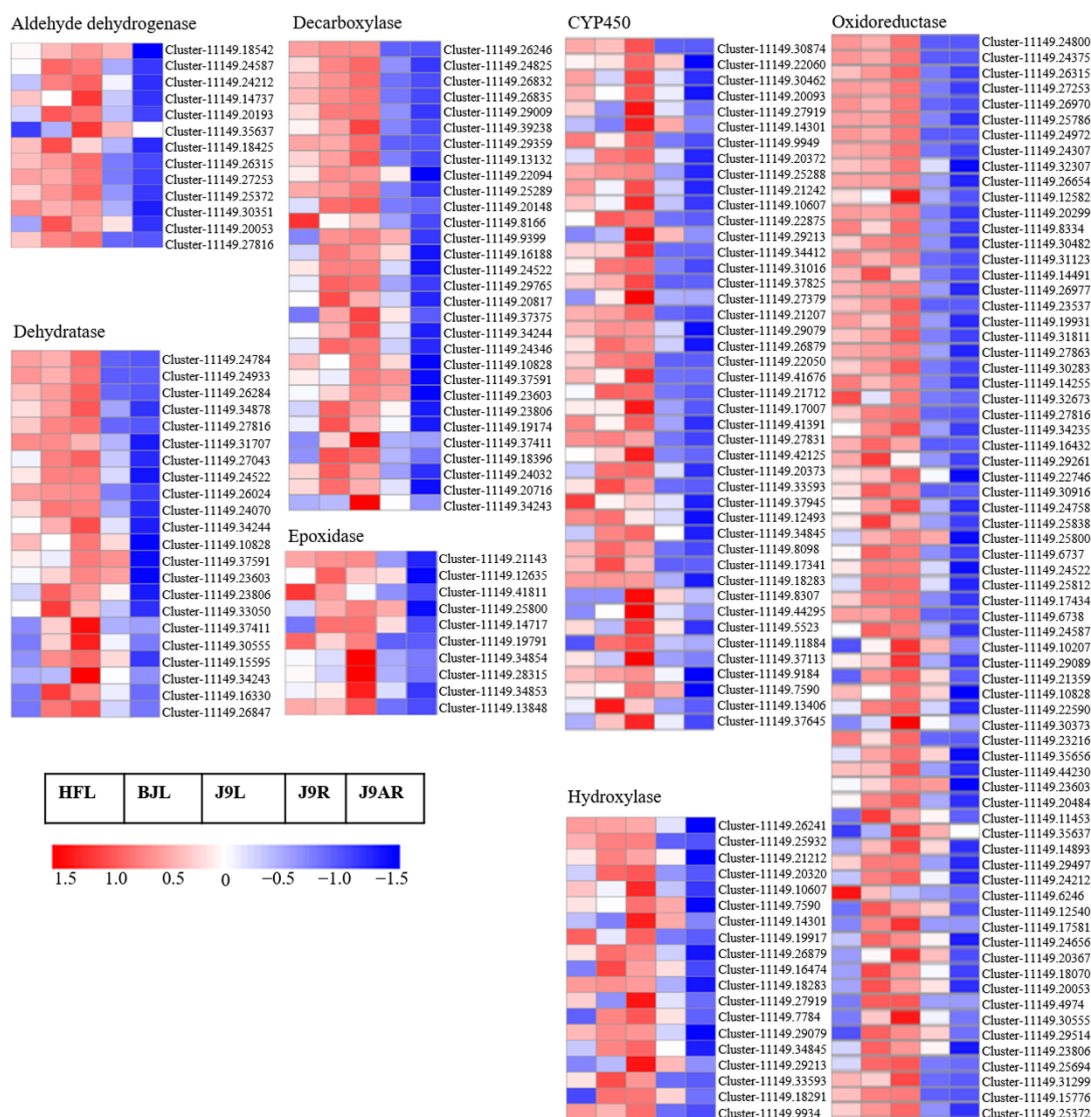 Aldehyde dehydrogenase
Cluster-11149.18542
Cluster-11149.24587
Cluster-11149.24212
Cluster-11149.14737
Cluster-11149.20193
Cluster-11149.35637
Cluster-11149.18425
Cluster-11149.26315
Cluster-11149.27253
Cluster-11149.25372
Cluster-11149.30351
Cluster-11149.20053
Cluster-11149.27816
Dehydratase
Cluster-11149.24784
Cluster-11149.24933
Cluster-11149.26284
Cluster-11149.34878
Cluster-11149.27816
Cluster-11149.31707
Cluster-11149.27043
Cluster-11149.24522
Cluster-11149.26024
Cluster-11149.24070
Cluster-11149.34244
Cluster-11149.10828
Cluster-11149.37591
Cluster-11149.23603
Cluster-11149.23806
Cluster-11149.33050
Cluster-11149.37411
Cluster-11149.30555
Cluster-11149.15595
Cluster-11149.34243
Cluster-11149.16330
Cluster-11149.26847
HFL BJL J9L J9R J9AR
1.5 1.0 0.5 0 −0.5 −1.0 −1.5
Decarboxylase
Cluster-11149.26246
Cluster-11149.24825
Cluster-11149.26832
Cluster-11149.26835
Cluster-11149.29009
Cluster-11149.39238
Cluster-11149.29359
Cluster-11149.13132
Cluster-11149.22094
Cluster-11149.25289
Cluster-11149.20148
Cluster-11149.8166
Cluster-11149.9399
Cluster-11149.16188
Cluster-11149.24522
Cluster-11149.29765
Cluster-11149.20817
Cluster-11149.37375
Cluster-11149.34244
Cluster-11149.24346
Cluster-11149.10828
Cluster-11149.37591
Cluster-11149.23603
Cluster-11149.23806
Cluster-11149.19174
Cluster-11149.37411
Cluster-11149.18396
Cluster-11149.24032
Cluster-11149.20716
Cluster-11149.34243
Epoxidase
Cluster-11149.21143
Cluster-11149.12635
Cluster-11149.41811
Cluster-11149.25800
Cluster-11149.14717
Cluster-11149.19791
Cluster-11149.34854
Cluster-11149.28315
Cluster-11149.34853
Cluster-11149.13848
CYP450
Cluster-11149.30874
Cluster-11149.22060
Cluster-11149.30462
Cluster-11149.20093
Cluster-11149.27919
Cluster-11149.14301
Cluster-11149.9949
Cluster-11149.20372
Cluster-11149.25288
Cluster-11149.21242
Cluster-11149.10607
Cluster-11149.22875
Cluster-11149.29213
Cluster-11149.34412
Cluster-11149.31016
Cluster-11149.37825
Cluster-11149.27379
Cluster-11149.21207
Cluster-11149.29079
Cluster-11149.26879
Cluster-11149.22050
Cluster-11149.41676
Cluster-11149.21712
Cluster-11149.17007
Cluster-11149.41391
Cluster-11149.27831
Cluster-11149.42125
Cluster-11149.20373
Cluster-11149.33593
Cluster-11149.37945
Cluster-11149.12493
Cluster-11149.34845
Cluster-11149.8098
Cluster-11149.17341
Cluster-11149.18283
Cluster-11149.8307
Cluster-11149.44295
Cluster-11149.5523
Cluster-11149.11884
Cluster-11149.37113
Cluster-11149.9184
Cluster-11149.7590
Cluster-11149.13406
Cluster-11149.37645
Hydroxylase
Cluster-11149.26241
Cluster-11149.25932
Cluster-11149.21212
Cluster-11149.20320
Cluster-11149.10607
Cluster-11149.7590
Cluster-11149.14301
Cluster-11149.19917
Cluster-11149.26879
Cluster-11149.16474
Cluster-11149.18283
Cluster-11149.27919
Cluster-11149.7784
Cluster-11149.29079
Cluster-11149.34845
Cluster-11149.29213
Cluster-11149.33593
Cluster-11149.18291
Cluster-11149.9934
Oxidoreductase
Cluster-11149.24800
Cluster-11149.24375
Cluster-11149.26315
Cluster-11149.27253
Cluster-11149.26970
Cluster-11149.25786
Cluster-11149.24972
Cluster-11149.24307
Cluster-11149.32307
Cluster-11149.26654
Cluster-11149.12582
Cluster-11149.20299
Cluster-11149.8334
Cluster-11149.30482
Cluster-11149.31123
Cluster-11149.14491
Cluster-11149.26977
Cluster-11149.23537
Cluster-11149.19931
Cluster-11149.31811
Cluster-11149.27863
Cluster-11149.30283
Cluster-11149.14255
Cluster-11149.32673
Cluster-11149.27816
Cluster-11149.34235
Cluster-11149.16432
Cluster-11149.29261
Cluster-11149.22746
Cluster-11149.30916
Cluster-11149.24758
Cluster-11149.25838
Cluster-11149.25800
Cluster-11149.6737
Cluster-11149.24522
Cluster-11149.25812
Cluster-11149.17434
Cluster-11149.6738
Cluster-11149.24587
Cluster-11149.10207
Cluster-11149.29089
Cluster-11149.21359
Cluster-11149.10828
Cluster-11149.22590
Cluster-11149.30373
Cluster-11149.23216
Cluster-11149.35656
Cluster-11149.44230
Cluster-11149.23603
Cluster-11149.20484
Cluster-11149.11453
Cluster-11149.35637
Cluster-11149.14893
Cluster-11149.29497
Cluster-11149.24212
Cluster-11149.6246
Cluster-11149.12540
Cluster-11149.17581
Cluster-11149.24656
Cluster-11149.20367
Cluster-11149.18070
Cluster-11149.20053
Cluster-11149.4974
Cluster-11149.30555
Cluster-11149.29514
Cluster-11149.23806
Cluster-11149.25694
Cluster-11149.31299
Cluster-11149.15776
Cluster-11149.25372